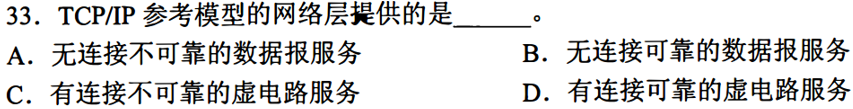 33．TCP/IP 参考模型的网络层提供的是______。
A．无连接不可靠的数据报服务 B．无连接可靠的数据报服务
C．有连接不可靠的虚电路服务 D．有连接可靠的虚电路服务